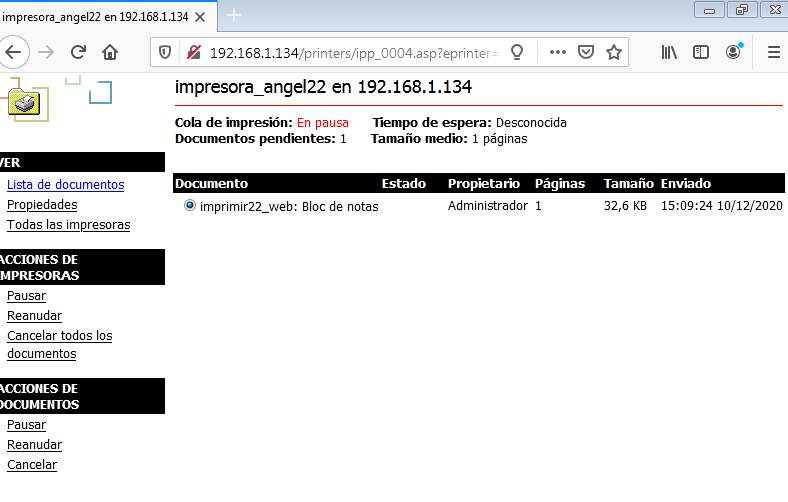 impresora_angel22 en 192.168.1.134
192.168.1.134/printers/ipp_0004.asp?eprinter=
impresora_angel22 en 192.168.1.134
Cola de impresión: En pausa Tiempo de espera: Desconocida
Documentos pendientes: 1 Tamaño medio: 1 páginas
VER
Lista de documentos
Propiedades
Todas las impresoras
ACCIONES DE
IMPRESORAS
Pausar
Reanudar
Cancelar todos los
documentos
ACCIONES DE
DOCUMENTOS
Pausar
Reanudar
Cancelar
Documento Estado Propietario Páginas Tamaño Enviado
imprimir22_web: Bloc de notas Administrador 1 32,6 KB 15:09:24 10/12/2020